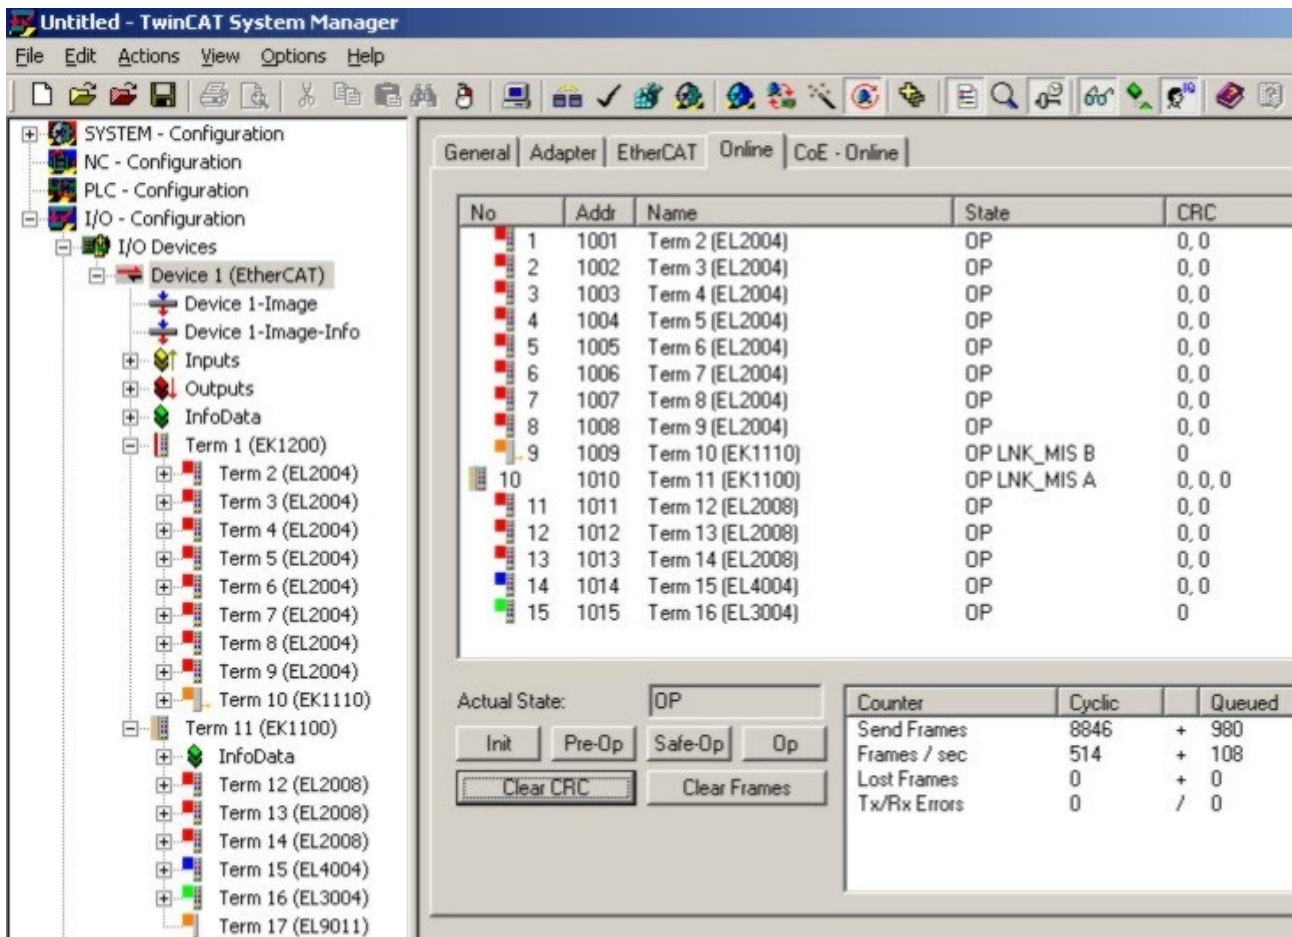 Untitled - TwinCAT System Manager
File Edit Actions View Options Help
SYSTEM - Configuration
NC - Configuration
PLC - Configuration
I/O - Configuration
I/O Devices
Device 1 (EtherCAT)
Device 1-Image
Device 1-Image-Info
Inputs
Outputs
InfoData
Term 1 (EK1200)
Term 2 (EL2004)
Term 3 (EL2004)
Term 4 (EL2004)
Term 5 (EL2004)
Term 6 (EL2004)
Term 7 (EL2004)
Term 8 (EL2004)
Term 9 (EL2004)
Term 10 (EK1110)
Term 11 (EK1100)
InfoData
Term 12 (EL2008)
Term 13 (EL2008)
Term 14 (EL2008)
Term 15 (EL4004)
Term 16 (EL3004)
Term 17 (EL9011)
General Adapter EtherCAT Online CoE - Online
No Addr Name State CRC
1 1001 Term 2 (EL2004) OP 0, 0
2 1002 Term 3 (EL2004) OP 0, 0
3 1003 Term 4 (EL2004) OP 0, 0
4 1004 Term 5 (EL2004) OP 0, 0
5 1005 Term 6 (EL2004) OP 0, 0
6 1006 Term 7 (EL2004) OP 0, 0
7 1007 Term 8 (EL2004) OP 0, 0
8 1008 Term 9 (EL2004) OP 0, 0
9 1009 Term 10 (EK1110) OP LNK_MIS B 0
10 1010 Term 11 (EK1100) OP LNK_MIS A 0, 0, 0
11 1011 Term 12 (EL2008) OP 0, 0
12 1012 Term 13 (EL2008) OP 0, 0
13 1013 Term 14 (EL2008) OP 0, 0
14 1014 Term 15 (EL4004) OP 0, 0
15 1015 Term 16 (EL3004) OP 0
Actual State: OP
Init Pre-Op Safe-Op Op
Clear CRC Clear Frames
Counter Cyclic Queued
Send Frames 8846 + 980
Frames / sec 514 + 108
Lost Frames 0 + 0
Tx/Rx Errors 0 / 0